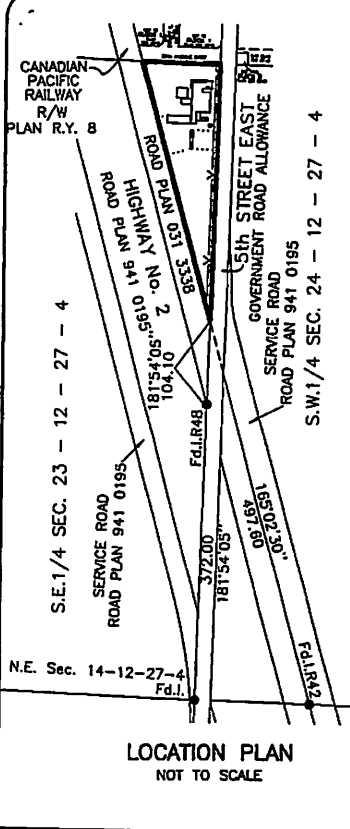 CANADIAN
PACIFIC
RAILWAY
R/W
PLAN R.Y. 8
ROAD PLAN 031 3338
HIGHWAY No. 2
ROAD PLAN 941 0195
181°54'05"
104.10
5th STREET EAST
GOVERNMENT ROAD ALLOWANCE
SERVICE ROAD
ROAD PLAN 941 0195
S.W.1/4 SEC. 24 - 12 - 27 - 4
S.E.1/4 SEC. 23 - 12 - 27 - 4
SERVICE ROAD
ROAD PLAN 941 0195
Fd.I.R48
372.00
181°54'05"
165°02'30"
497.60
N.E. Sec. 14-12-27-4
Fd.I.
Fd.I.R42
LOCATION PLAN
NOT TO SCALE